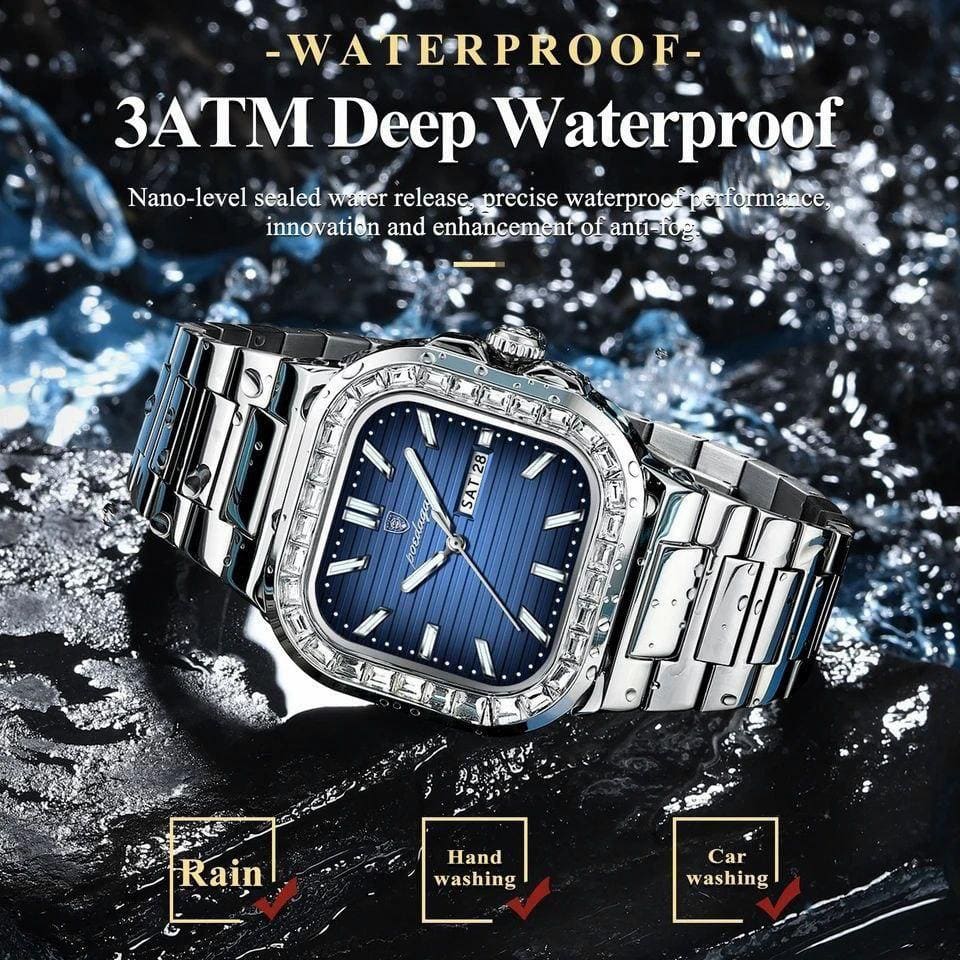 -WATERPROOF-
3ATM Deep Waterproof
Nano-level sealed water release, precise waterproof performance,
innovation and enhancement of anti-fog.
SAT 28
poedagar
Rain
Hand
washing
Car
washing